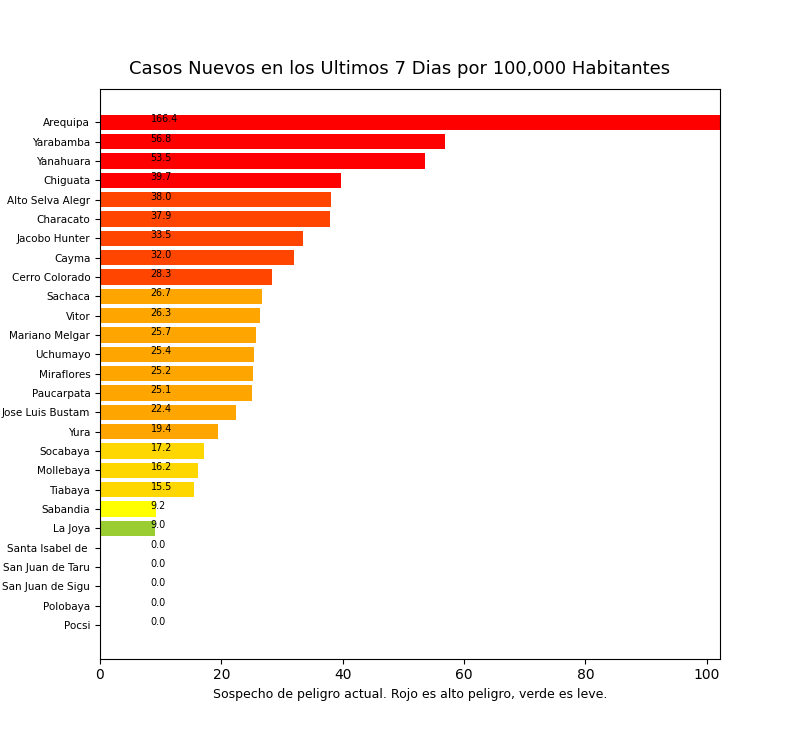 Casos Nuevos en los Ultimos 7 Dias por 100,000 Habitantes
Arequipa 166.4
Yarabamba 56.8
Yanahuara 53.5
Chiguata 39.7
Alto Selva Alegr 38.0
Characato 37.9
Jacobo Hunter 33.5
Cayma 32.0
Cerro Colorado 28.3
Sachaca 26.7
Vitor 26.3
Mariano Melgar 25.7
Uchumayo 25.4
Miraflores 25.2
Paucarpata 25.1
Jose Luis Bustam 22.4
Yura 19.4
Socabaya 17.2
Mollebaya 16.2
Tiabaya 15.5
Sabandia 9.2
La Joya 9.0
Santa Isabel de 0.0
San Juan de Taru 0.0
San Juan de Sigu 0.0
Polobaya 0.0
Pocsi 0.0
0 20 40 60 80 100
Sospecho de peligro actual. Rojo es alto peligro, verde es leve.